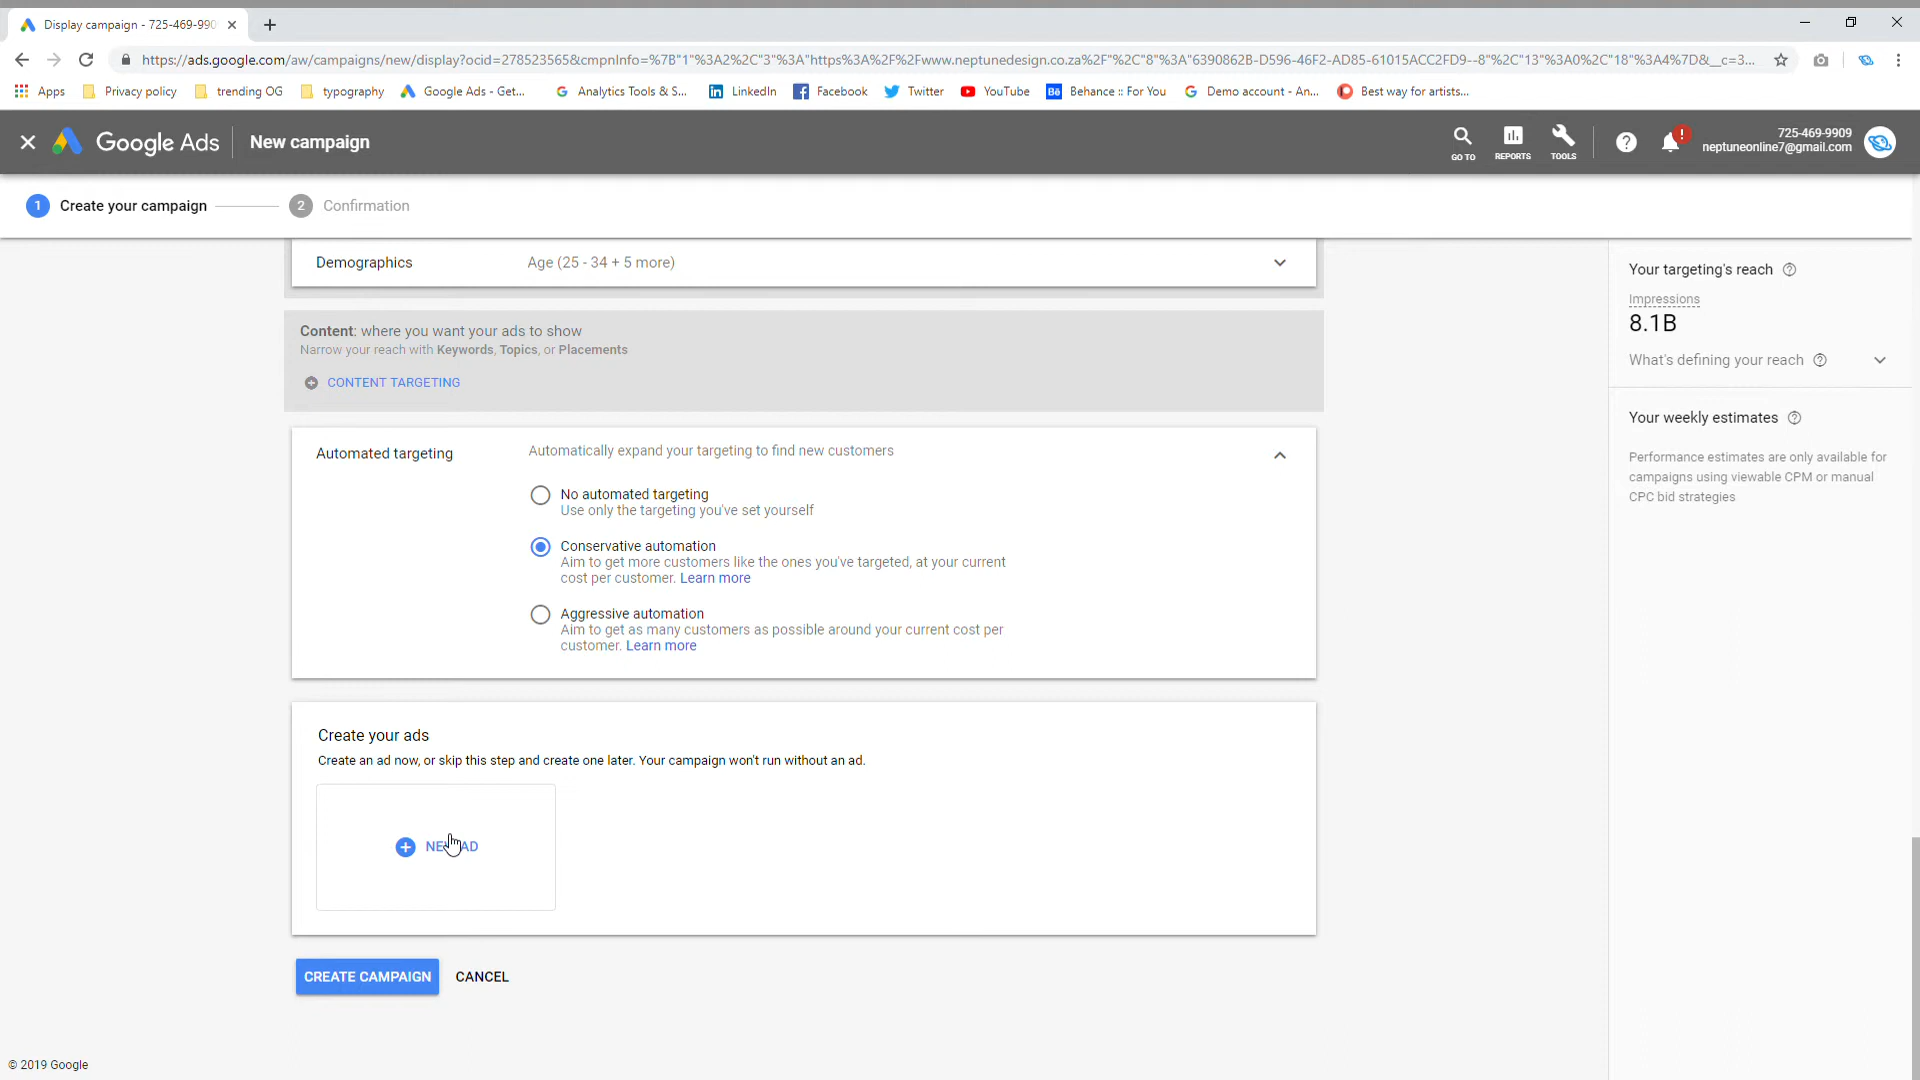 Display campaign - 725-469-990
https://ads.google.com/aw/campaigns/new/display?ocid=278523565&cmpnInfo=%7B"1"%3A2%2C"3"%3A"https%3A%2F%2Fwww.neptunedesign.co.za%2F"%2C"8"%3A"6390862B-D596-46F2-AD85-61015ACC2FD9--8"%2C"13"%3A0%2C"18"%3A4%7D&__c=3...
Apps Privacy policy trending OG typography Google Ads - Get... Analytics Tools & S... LinkedIn Facebook Twitter YouTube Behance :: For You Demo account - An... Best way for artists...
Google Ads New campaign
GO TO REPORTS TOOLS
725-469-9909
neptuneonline7@gmail.com
1 Create your campaign 2 Confirmation
Demographics Age (25 - 34 + 5 more)
Content: where you want your ads to show
Narrow your reach with Keywords, Topics, or Placements
CONTENT TARGETING
Automated targeting Automatically expand your targeting to find new customers
No automated targeting
Use only the targeting you've set yourself
Conservative automation
Aim to get more customers like the ones you've targeted, at your current
cost per customer. Learn more
Aggressive automation
Aim to get as many customers as possible around your current cost per
customer. Learn more
Create your ads
Create an ad now, or skip this step and create one later. Your campaign won't run without an ad.
NEW AD
CREATE CAMPAIGN CANCEL
Your targeting's reach
Impressions
8.1B
What's defining your reach
Your weekly estimates
Performance estimates are only available for
campaigns using viewable CPM or manual
CPC bid strategies
© 2019 Google